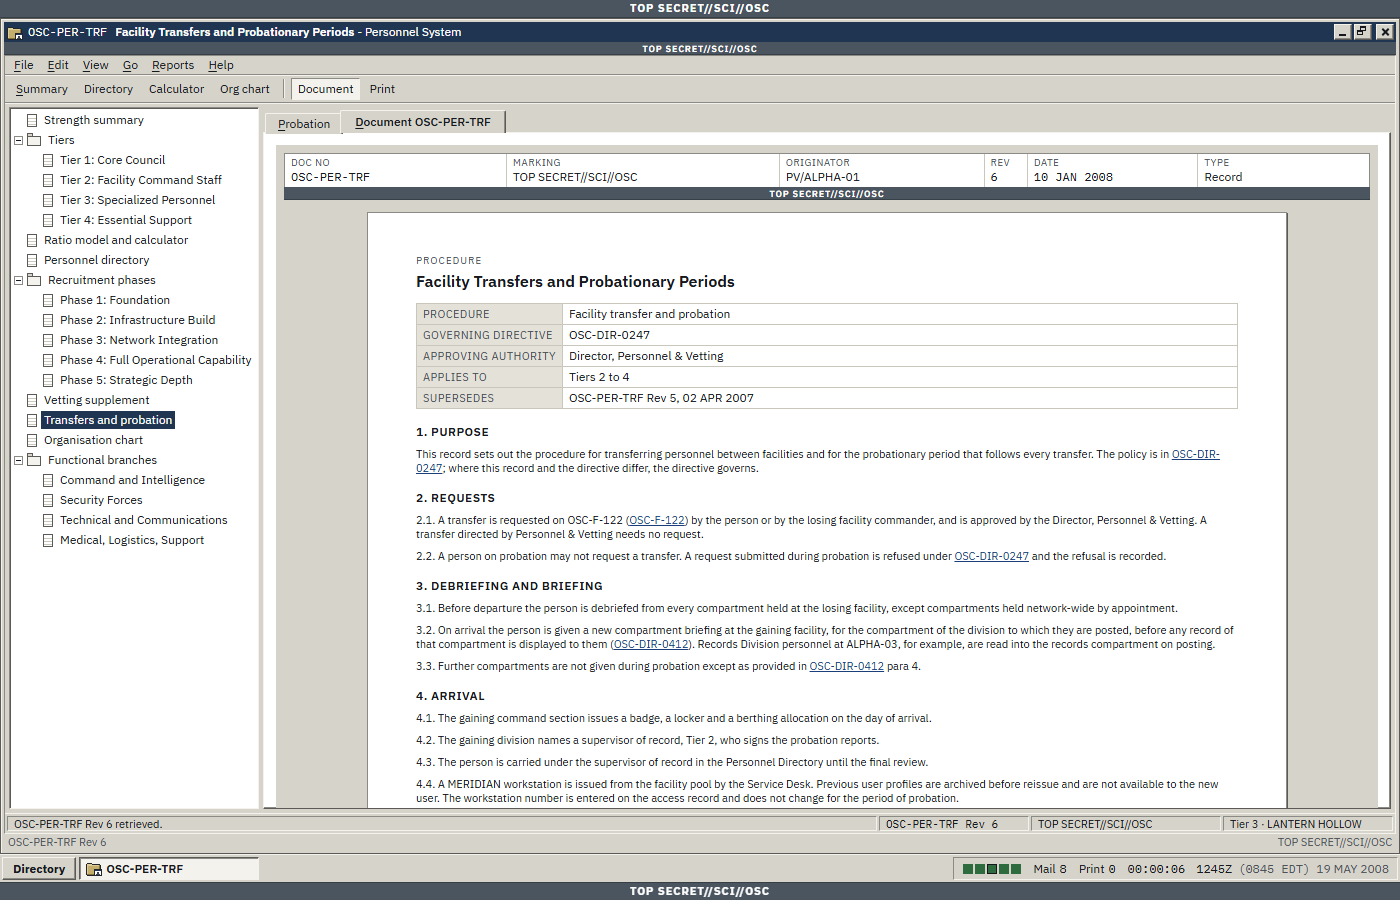 TOP SECRET//SCI//OSC
OSC-PER-TRF Facility Transfers and Probationary Periods - Personnel System
TOP SECRET//SCI//OSC
File Edit View Go Reports Help
Summary Directory Calculator Org chart Document Print
Strength summary
Tiers
Tier 1: Core Council
Tier 2: Facility Command Staff
Tier 3: Specialized Personnel
Tier 4: Essential Support
Ratio model and calculator
Personnel directory
Recruitment phases
Phase 1: Foundation
Phase 2: Infrastructure Build
Phase 3: Network Integration
Phase 4: Full Operational Capability
Phase 5: Strategic Depth
Vetting supplement
Transfers and probation
Organisation chart
Functional branches
Command and Intelligence
Security Forces
Technical and Communications
Medical, Logistics, Support
Probation Document OSC-PER-TRF
DOC NO MARKING ORIGINATOR REV DATE TYPE
OSC-PER-TRF TOP SECRET//SCI//OSC PV/ALPHA-01 6 10 JAN 2008 Record
TOP SECRET//SCI//OSC
PROCEDURE
Facility Transfers and Probationary Periods
PROCEDURE Facility transfer and probation
GOVERNING DIRECTIVE OSC-DIR-0247
APPROVING AUTHORITY Director, Personnel & Vetting
APPLIES TO Tiers 2 to 4
SUPERSEDES OSC-PER-TRF Rev 5, 02 APR 2007
1. PURPOSE
This record sets out the procedure for transferring personnel between facilities and for the probationary period that follows every transfer. The policy is in OSC-DIR-
0247; where this record and the directive differ, the directive governs.
2. REQUESTS
2.1. A transfer is requested on OSC-F-122 (OSC-F-122) by the person or by the losing facility commander, and is approved by the Director, Personnel & Vetting. A
transfer directed by Personnel & Vetting needs no request.
2.2. A person on probation may not request a transfer. A request submitted during probation is refused under OSC-DIR-0247 and the refusal is recorded.
3. DEBRIEFING AND BRIEFING
3.1. Before departure the person is debriefed from every compartment held at the losing facility, except compartments held network-wide by appointment.
3.2. On arrival the person is given a new compartment briefing at the gaining facility, for the compartment of the division to which they are posted, before any record of
that compartment is displayed to them (OSC-DIR-0412). Records Division personnel at ALPHA-03, for example, are read into the records compartment on posting.
3.3. Further compartments are not given during probation except as provided in OSC-DIR-0412 para 4.
4. ARRIVAL
4.1. The gaining command section issues a badge, a locker and a berthing allocation on the day of arrival.
4.2. The gaining division names a supervisor of record, Tier 2, who signs the probation reports.
4.3. The person is carried under the supervisor of record in the Personnel Directory until the final review.
4.4. A MERIDIAN workstation is issued from the facility pool by the Service Desk. Previous user profiles are archived before reissue and are not available to the new
user. The workstation number is entered on the access record and does not change for the period of probation.
OSC-PER-TRF Rev 6 retrieved. OSC-PER-TRF Rev 6 TOP SECRET//SCI//OSC Tier 3 · LANTERN HOLLOW
OSC-PER-TRF Rev 6 TOP SECRET//SCI//OSC
Directory OSC-PER-TRF Mail 8 Print 0 00:00:06 1245Z (0845 EDT) 19 MAY 2008
TOP SECRET//SCI//OSC